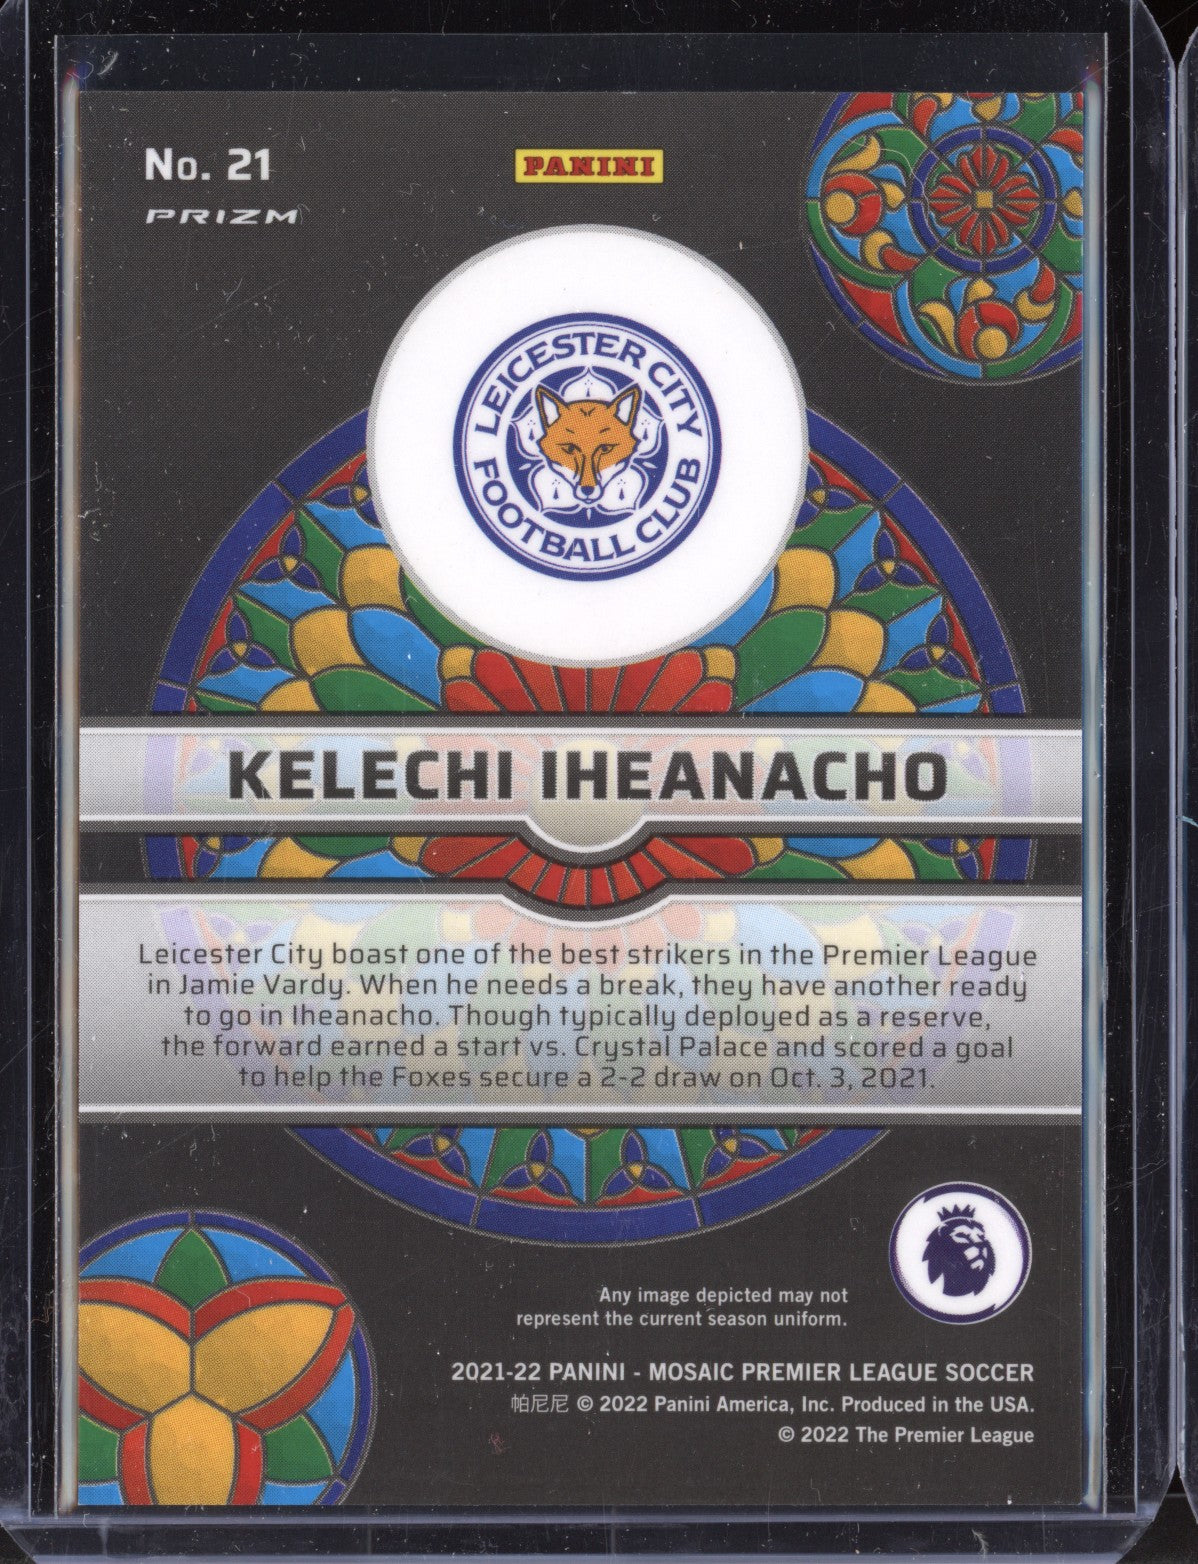 No. 21
PRIZM
PANINI
LEICESTER CITY
FOOTBALL CLUB
KELECHI IHEANACHO
Leicester City boast one of the best strikers in the Premier League
in Jamie Vardy. When he needs a break, they have another ready
to go in Iheanacho. Though typically deployed as a reserve,
the forward earned a start vs. Crystal Palace and scored a goal
to help the Foxes secure a 2-2 draw on Oct. 3, 2021.
Any image depicted may not
represent the current season uniform.
2021-22 PANINI - MOSAIC PREMIER LEAGUE SOCCER
帕尼尼 © 2022 Panini America, Inc. Produced in the USA.
© 2022 The Premier League